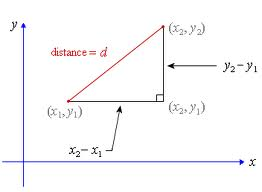 y
(x₂, y₂)
distance = d
y₂ – y₁
(x₁, y₁)
(x₂, y₁)
x₂ – x₁
x